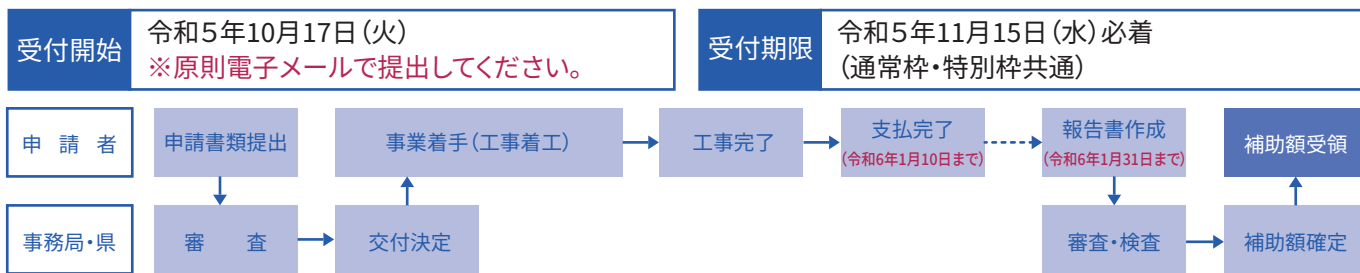 受付開始
令和5年10月17日(火)
※原則電子メールで提出してください。
受付期限
令和5年11月15日(水)必着
(通常枠・特別枠共通)
申請者
申請書類提出
事業着手(工事着工)
工事完了
支払完了
(令和6年1月10日まで)
報告書作成
(令和6年1月31日まで)
補助額受領
事務局・県
審査
交付決定
審査・検査
補助額確定